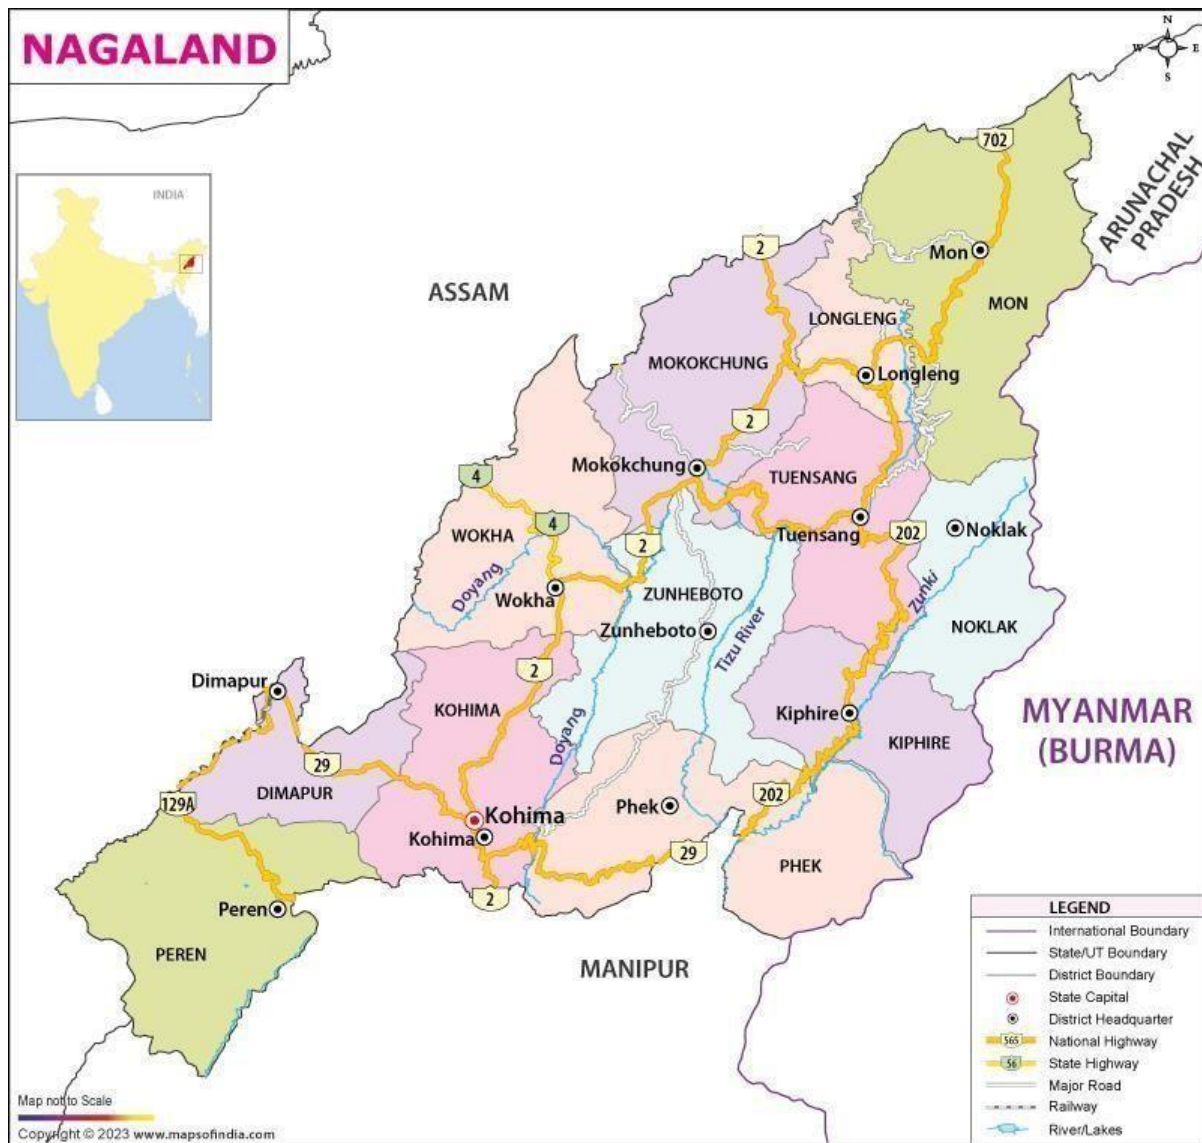 NAGALAND
N
W
E
S
INDIA
702
ARUNACHAL
PRADESH
2
Mon
ASSAM
MON
LONGLENG
MOKOKCHUNG
Longleng
2
Mokokchung
4
TUENSANG
4
WOKHA
Tuensang
202
Noklak
2
Doyang
Wokha
ZUNHEBOTO
Zunki
Zunheboto
NOKLAK
Tizu River
2
Dimapur
KOHIMA
Kiphire
MYANMAR
(BURMA)
Doyang
KIPHIRE
29
DIMAPUR
202
129A
Kohima
Phek
Kohima
29
PHEK
2
Peren
PEREN
MANIPUR
LEGEND
International Boundary
State/UT Boundary
District Boundary
State Capital
District Headquarter
565 National Highway
56 State Highway
Major Road
Railway
River/Lakes
Map not to Scale
Copyright © 2023 www.mapsofindia.com